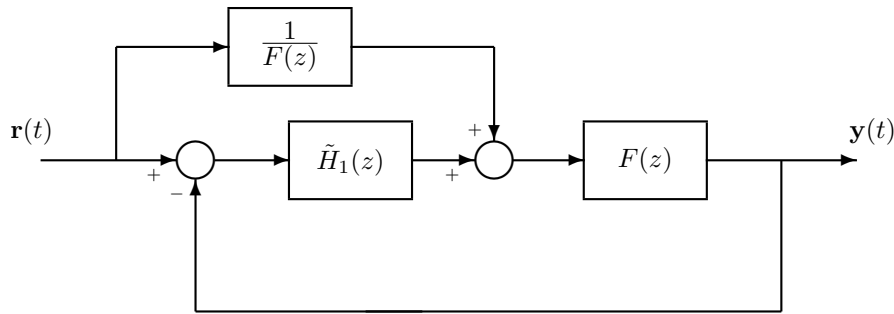 1
F(z)
r(t)
y(t)
+
H̃₁(z)
F(z)
+
+
−